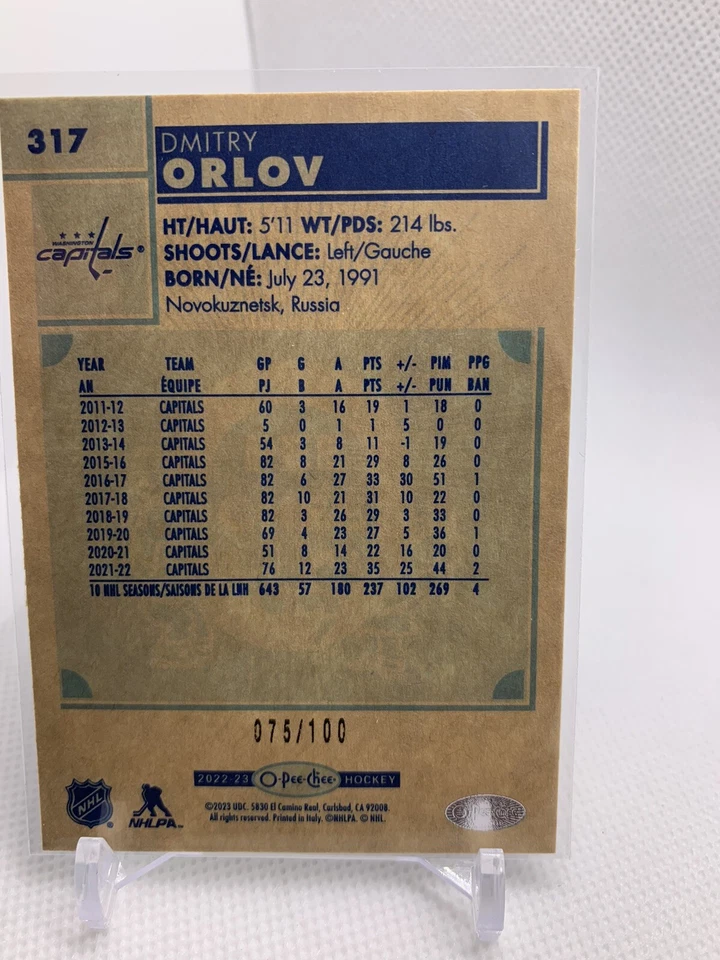 317
DMITRY
ORLOV
WASHINGTON
capitals®
HT/HAUT: 5'11 WT/PDS: 214 lbs.
SHOOTS/LANCE: Left/Gauche
BORN/NÉ: July 23, 1991
Novokuznetsk, Russia
YEAR TEAM GP G A PTS +/- PIM PPG
AN ÉQUIPE PJ B A PTS +/- PUN BAN
2011-12 CAPITALS 60 3 16 19 1 18 0
2012-13 CAPITALS 5 0 1 1 5 0 0
2013-14 CAPITALS 54 3 8 11 -1 19 0
2015-16 CAPITALS 82 8 21 29 8 26 0
2016-17 CAPITALS 82 6 27 33 30 51 1
2017-18 CAPITALS 82 10 21 31 10 22 0
2018-19 CAPITALS 82 3 26 29 3 33 0
2019-20 CAPITALS 69 4 23 27 5 36 1
2020-21 CAPITALS 51 8 14 22 16 20 0
2021-22 CAPITALS 76 12 23 35 25 44 2
10 NHL SEASONS/SAISONS DE LA LNH 643 57 180 237 102 269 4
075/100
2022-23 O-Pee-Chee HOCKEY
NHL
NHLPA™
©2023 UDC. 5830 El Camino Real, Carlsbad, CA 92008.
All rights reserved. Printed in Italy. ©NHLPA. © NHL.